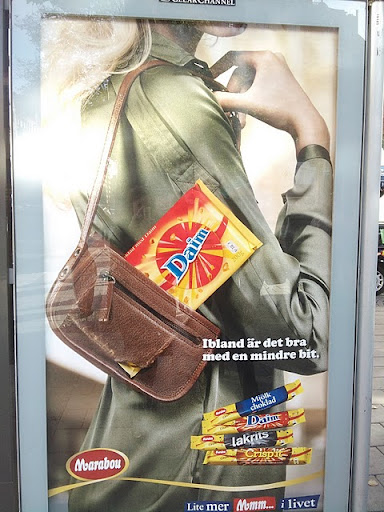 CLEAR CHANNEL
Daim
Ibland är det bra
med en mindre bit.
Mjölk
choklad
Daim
lakrits
Crisp
Marabou
Lite mer Mmm... i livet